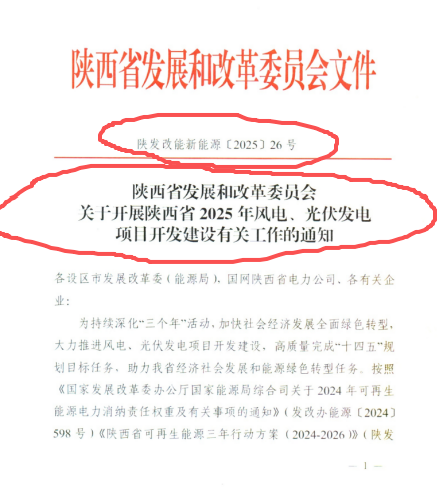 陕西省发展和改革委员会文件
陕发改能新能源〔2025〕26号
陕西省发展和改革委员会
关于开展陕西省2025年风电、光伏发电
项目开发建设有关工作的通知
各设区市发展改革委(能源局)、国网陕西省电力公司、各有关企
业:
为持续深化“三个年”活动,加快社会经济发展全面绿色转型,
大力推进风电、光伏发电项目开发建设,高质量完成“十四五”规
划目标任务,助力我省经济社会发展和能源绿色转型任务。按照
《国家发展改革委办公厅国家能源局综合司关于2024年可再生
能源电力消纳责任权重及有关事项的通知》(发改办能源〔2024〕
598号)《陕西省可再生能源三年行动方案(2024-2026)》(陕发
— 1 —